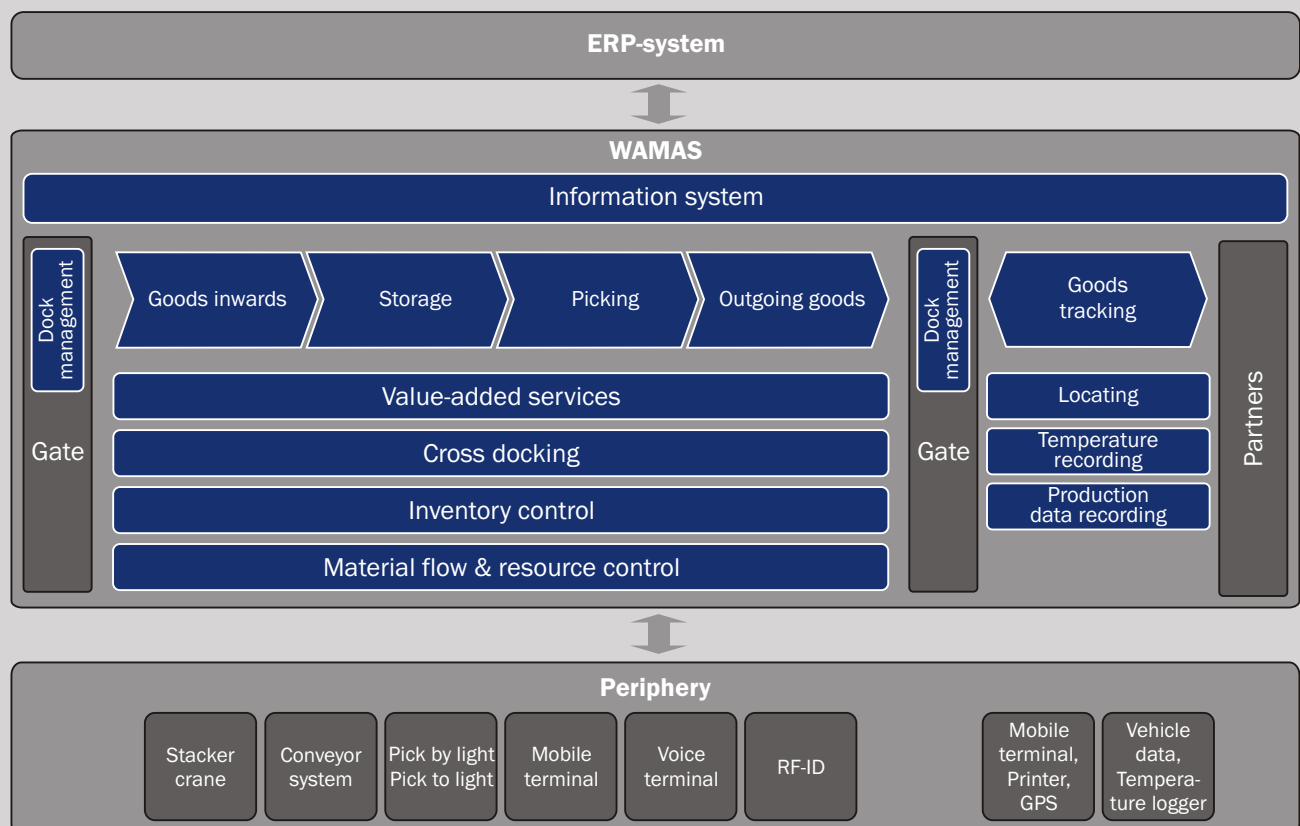 ERP-system
WAMAS
Information system
Dock
management
Gate
Goods inwards
Storage
Picking
Outgoing goods
Value-added services
Cross docking
Inventory control
Material flow & resource control
Dock
management
Gate
Goods
tracking
Locating
Temperature
recording
Production
data recording
Partners
Periphery
Stacker
crane
Conveyor
system
Pick by light
Pick to light
Mobile
terminal
Voice
terminal
RF-ID
Mobile
terminal,
Printer,
GPS
Vehicle
data,
Tempera-
ture logger